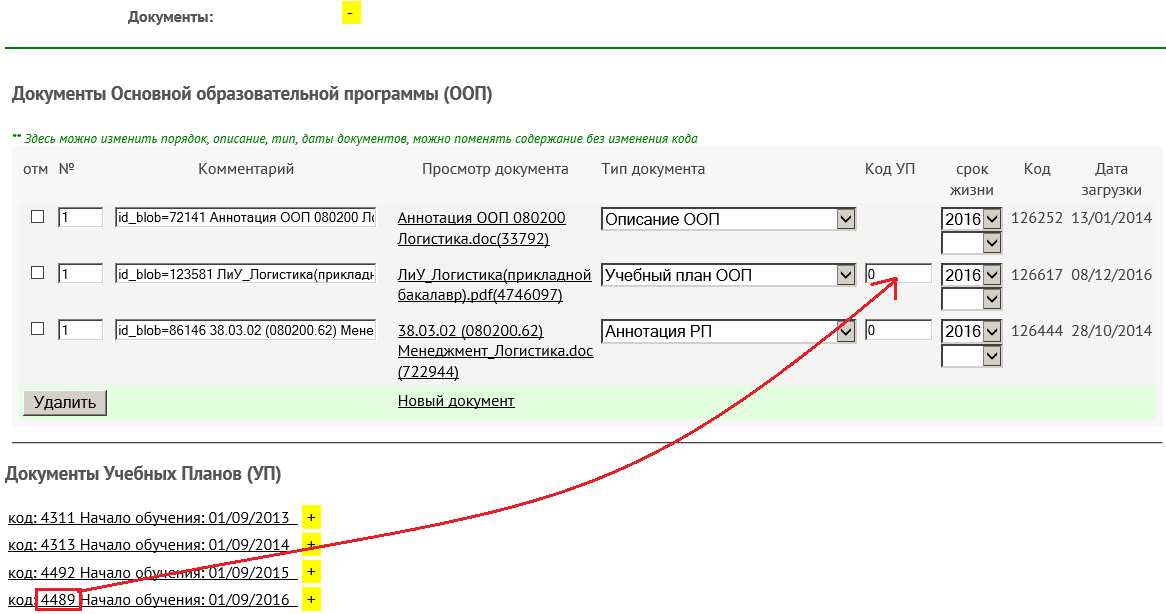 Документы: -
Документы Основной образовательной программы (ООП)
** Здесь можно изменить порядок, описание, тип, даты документов, можно поменять содержание без изменения кода
отм № Комментарий Просмотр документа Тип документа Код УП срок жизни Код Дата загрузки
1 id_blob=72141 Аннотация ООП 080200 Ло Аннотация ООП 080200 Описание ООП 2016 126252 13/01/2014
Логистика.doc(33792)
1 id_blob=123581 ЛиУ_Логистика(приклад ЛиУ_Логистика(прикладной Учебный план ООП 0 2016 126617 08/12/2016
бакалавр).pdf(4746097)
1 id_blob=86146 38.03.02 (080200.62) Мене 38.03.02 (080200.62) Аннотация РП 0 2016 126444 28/10/2014
Менеджмент_Логистика.doc
(722944)
Удалить Новый документ
Документы Учебных Планов (УП)
код: 4311 Начало обучения: 01/09/2013 +
код: 4313 Начало обучения: 01/09/2014 +
код: 4492 Начало обучения: 01/09/2015 +
код: 4489 Начало обучения: 01/09/2016 +